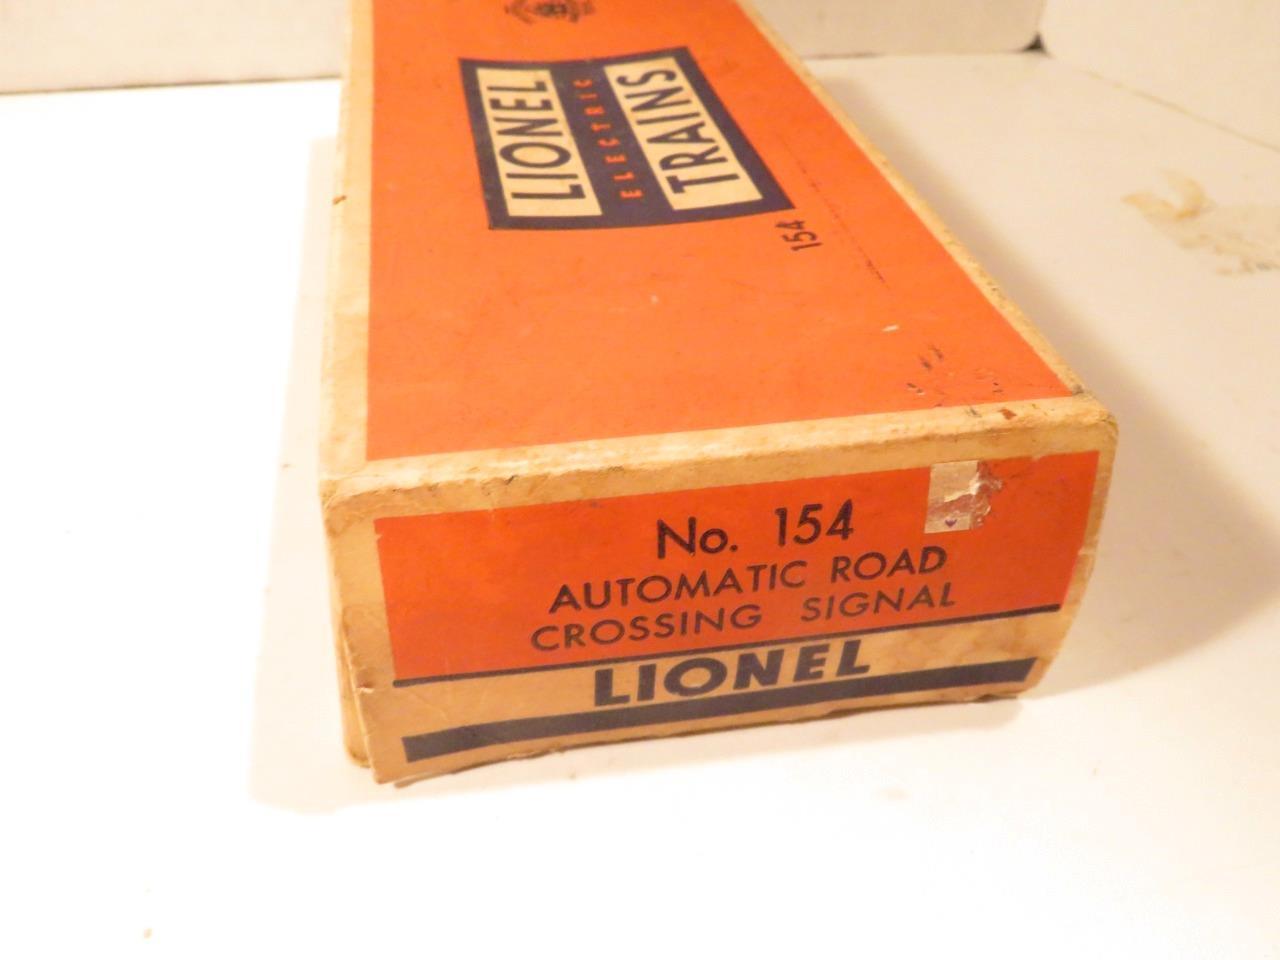 LIONEL
ELECTRIC
TRAINS
154
No. 154
AUTOMATIC ROAD
CROSSING SIGNAL
LIONEL